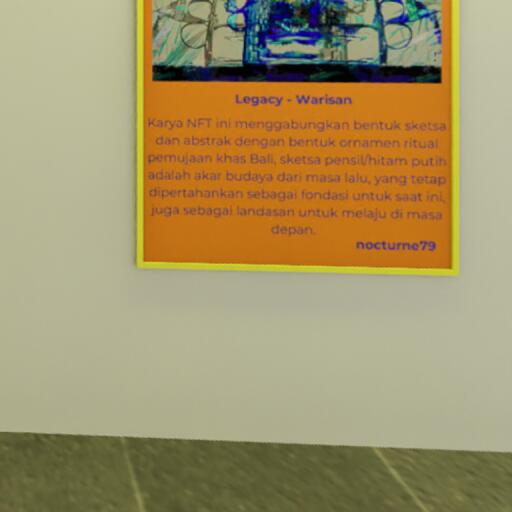 Legacy - Warisan
Karya NFT ini menggabungkan bentuk sketsa
dan abstrak dengan bentuk ornamen ritual
pemujaan khas Bali, sketsa pensil/hitam putih
adalah akar budaya dari masa lalu, yang tetap
dipertahankan sebagai fondasi untuk saat ini,
juga sebagai landasan untuk melaju di masa
depan.
nocturne79